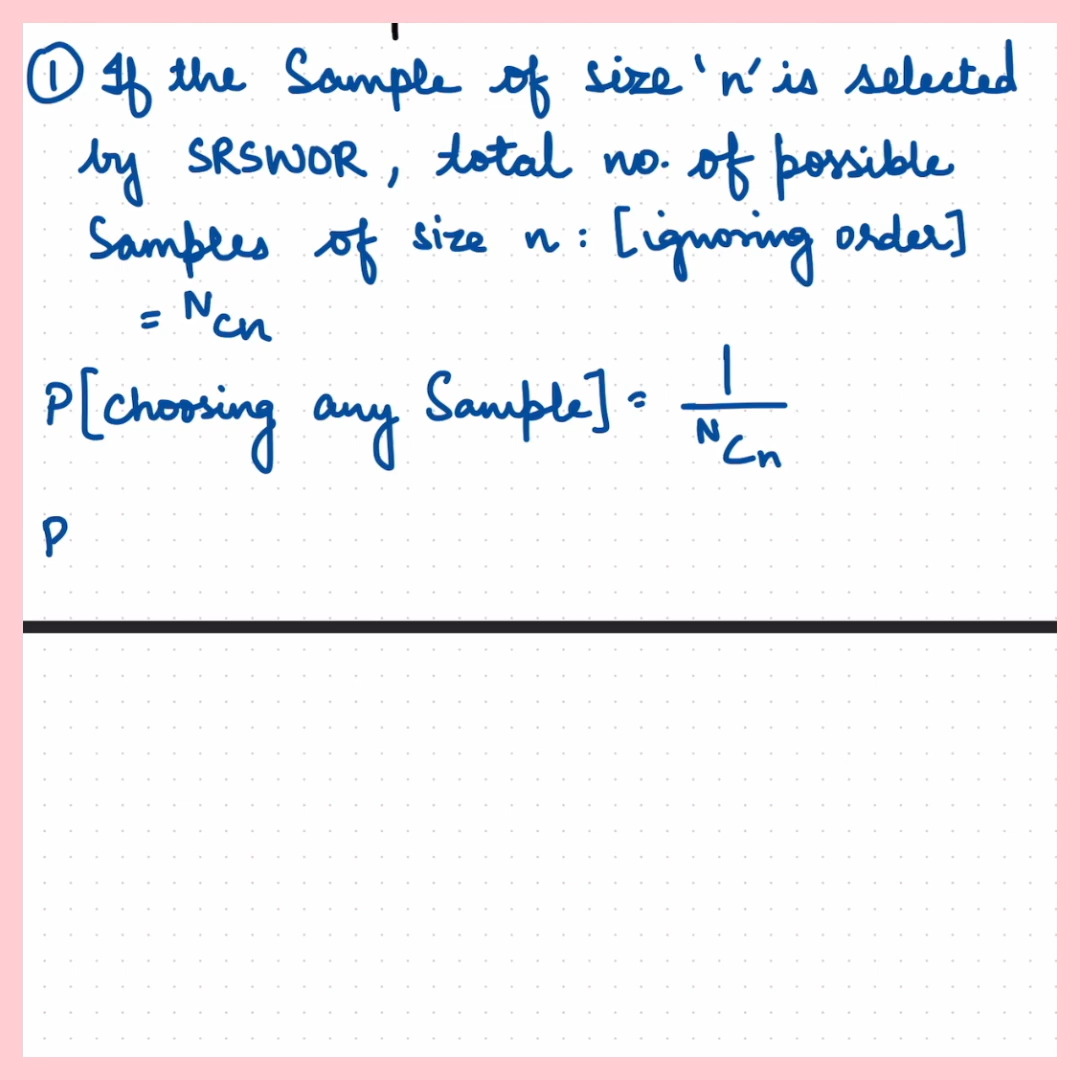 ① If the Sample of size 'n' is selected
by SRSWOR, total no. of possible
Samples of size n : [ignoring order]
= ᴺCn
P[choosing any Sample] = 1/ᴺCn
P